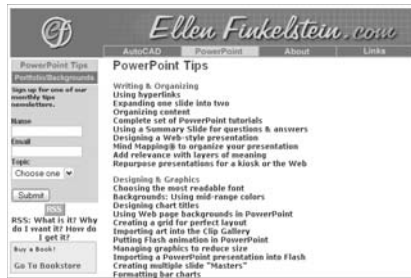 Ellen Finkelstein.com
AutoCAD PowerPoint About Links
PowerPoint Tips
Portfolio/Backgrounds
Sign up for one of our
monthly tips
newsletters.
Name
Email
Topic:
Choose one
Submit
RSS
RSS: What is it? Why
do I want it? How do
I get it?
Buy a Book!
Go To Bookstore
PowerPoint Tips
Writing & Organizing
Using hyperlinks
Expanding one slide into two
Organizing content
Complete set of PowerPoint tutorials
Using a Summary Slide for questions & answers
Designing a Web-style presentation
Mind Mapping® to organize your presentation
Add relevance with layers of meaning
Repurpose presentations for a kiosk or the Web
Designing & Graphics
Choosing the most readable font
Backgrounds: Using mid-range colors
Designing chart titles
Using Web page backgrounds in PowerPoint
Creating a grid for perfect layout
Importing art into the Clip Gallery
Putting Flash animation in PowerPoint
Managing graphics to reduce size
Importing a PowerPoint presentation into Flash
Creating multiple slide "Masters"
Formatting bar charts